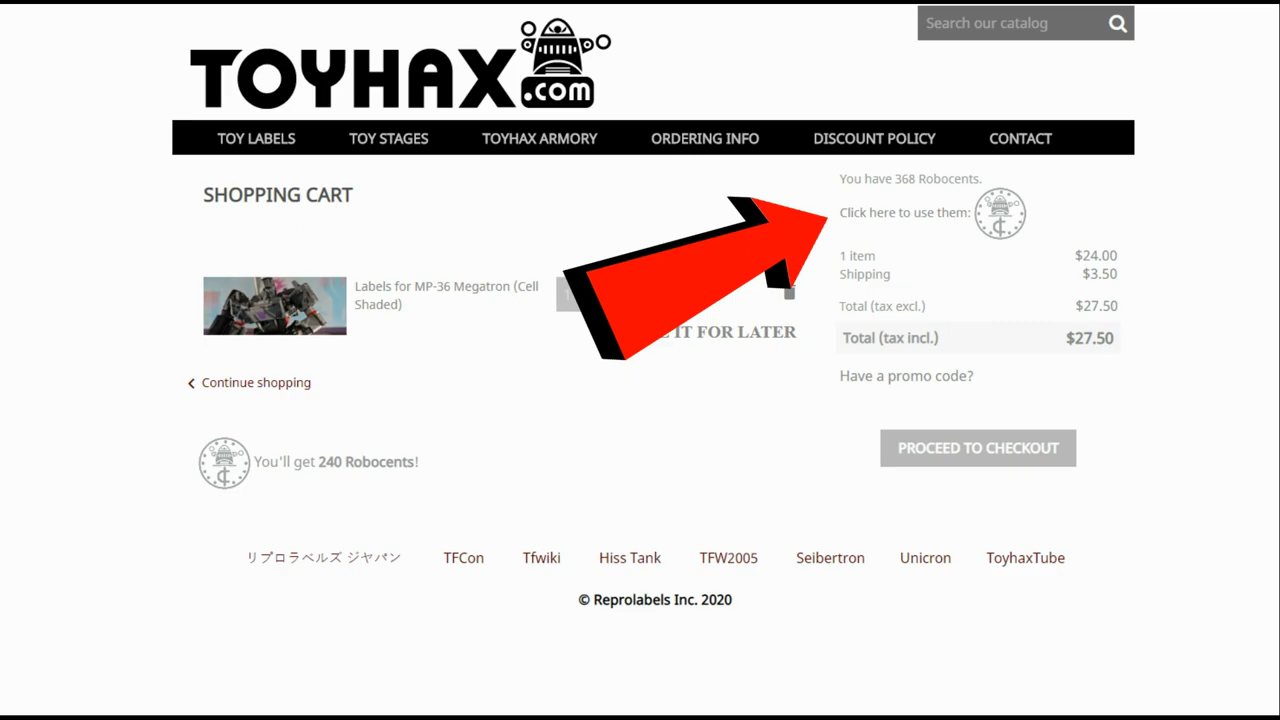 Search our catalog
TOYHAX
.com
TOY LABELS TOY STAGES TOYHAX ARMORY ORDERING INFO DISCOUNT POLICY CONTACT
SHOPPING CART
Labels for MP-36 Megatron (Cell
Shaded)
IT FOR LATER
Continue shopping
You'll get 240 Robocents!
You have 368 Robocents.
Click here to use them:
1 item $24.00
Shipping $3.50
Total (tax excl.) $27.50
Total (tax incl.) $27.50
Have a promo code?
PROCEED TO CHECKOUT
リプロラベルズ ジヤパン TFCon Tfwiki Hiss Tank TFW2005 Seibertron Unicron ToyhaxTube
© Reprolabels Inc. 2020